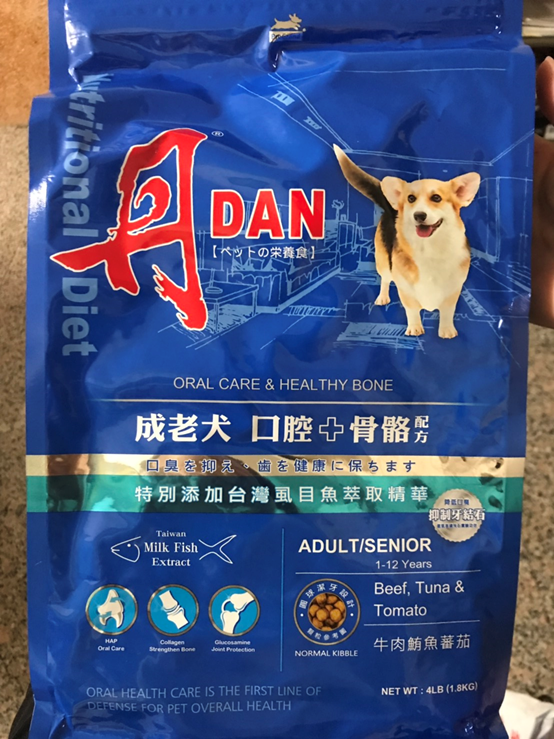 Nutritional Diet
丹®
DAN
【ペットの栄養食】
ORAL CARE & HEALTHY BONE
成老犬 口腔+骨骼配方
口臭を抑え、歯を健康に保ちます
特別添加台灣虱目魚萃取精華
抑制牙結石
Taiwan
Milk Fish
Extract
HAP
Oral Care
Collagen
Strengthen Bone
Glucosamine
Joint Protection
ADULT/SENIOR
1-12 Years
Beef, Tuna &
Tomato
牛肉鮪魚蕃茄
顆粒參考圖
NORMAL KIBBLE
ORAL HEALTH CARE IS THE FIRST LINE OF
DEFENSE FOR PET OVERALL HEALTH
NET WT : 4LB (1.8KG)